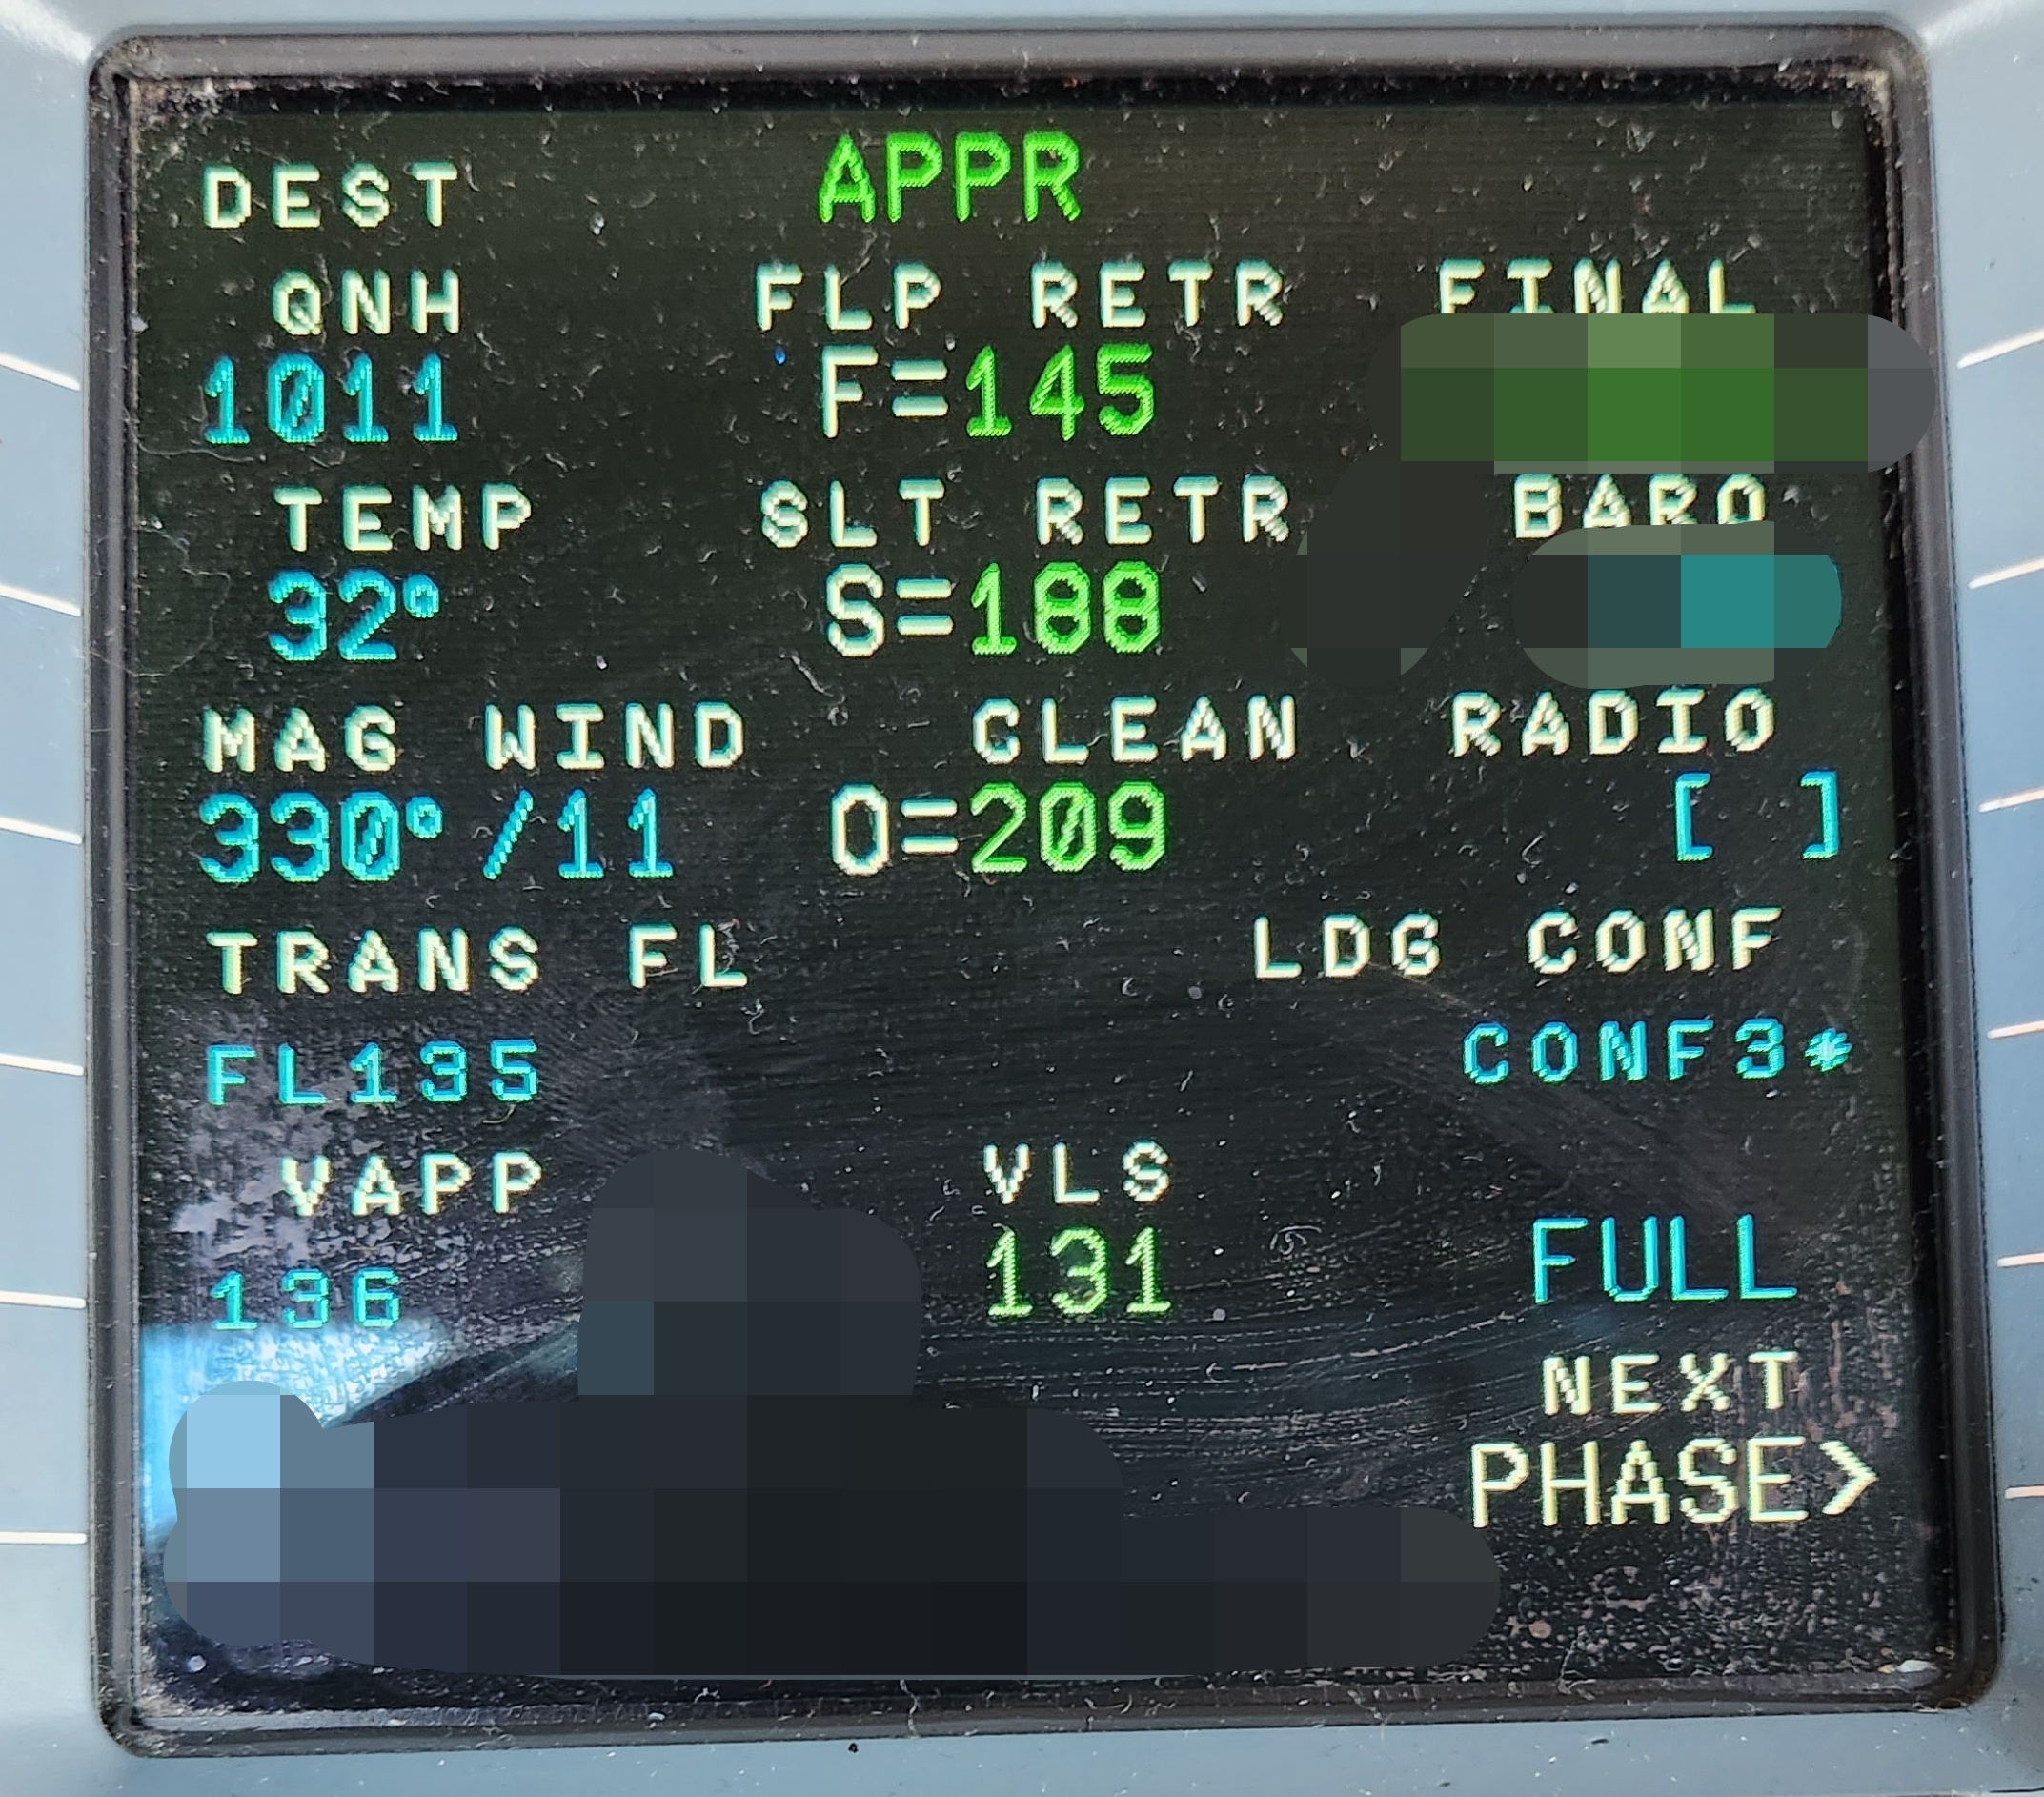 DEST APPR
QNH FLP RETR FINAL
1011 F=145
TEMP SLT RETR BARO
32° S=188
MAG WIND CLEAN RADIO
330°/11 O=209 [ ]
TRANS FL LDG CONF
FL135 CONF3*
VAPP VLS
136 131 FULL
NEXT
PHASE>